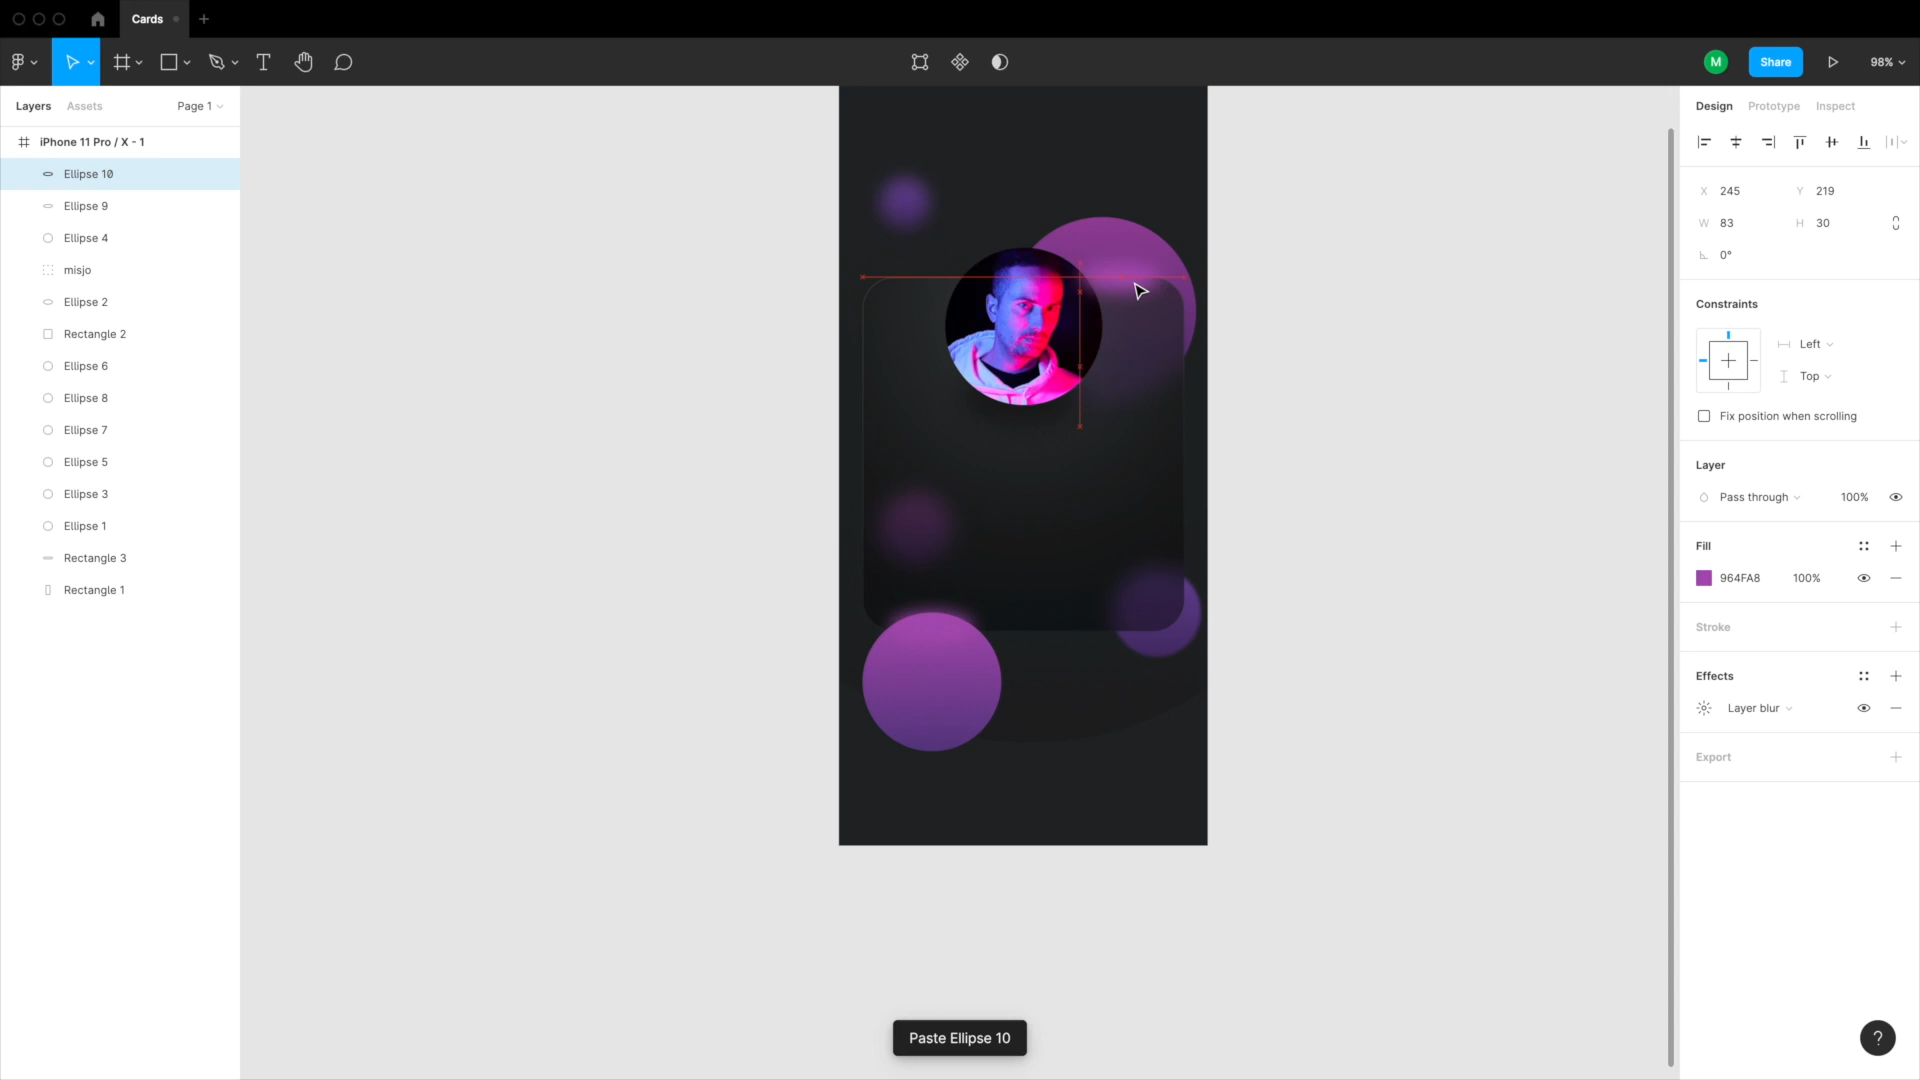 Cards
M
Share
98%
Layers
Assets
Page 1
iPhone 11 Pro / X - 1
Ellipse 10
Ellipse 9
Ellipse 4
misjo
Ellipse 2
Rectangle 2
Ellipse 6
Ellipse 8
Ellipse 7
Ellipse 5
Ellipse 3
Ellipse 1
Rectangle 3
Rectangle 1
Paste Ellipse 10
Design Prototype Inspect
X 245 Y 219
W 83 H 30
0°
Constraints
Left
Top
Fix position when scrolling
Layer
Pass through 100%
Fill
964FA8 100%
Stroke
Effects
Layer blur
Export
?